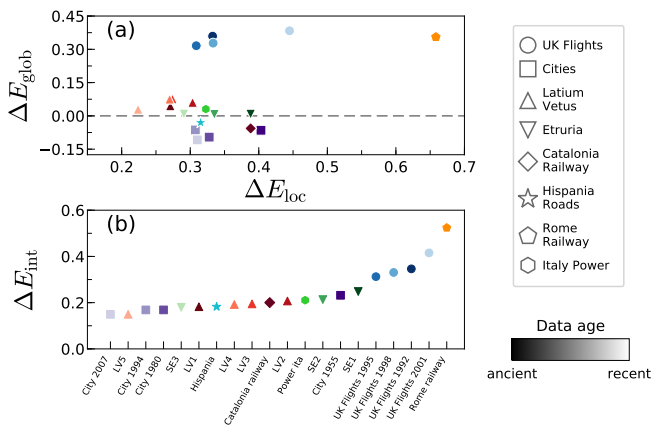 (a)
0.45
0.30
0.15
0.00
−0.15
ΔE_glob
0.2
0.3
0.4
0.5
0.6
0.7
ΔE_loc
(b)
0.6
0.4
0.2
0.0
ΔE_int
City 2007
LV5
City 1994
City 1980
SE3
LV1
Hispania
LV4
LV3
Catalonia railway
LV2
Power ita
SE2
City 1955
SE1
UK Flights 1995
UK Flights 1998
UK Flights 1992
UK Flights 2001
Rome railway
UK Flights
Cities
Latium
Vetus
Etruria
Catalonia
Railway
Hispania
Roads
Rome
Railway
Italy Power
Data age
ancient
recent